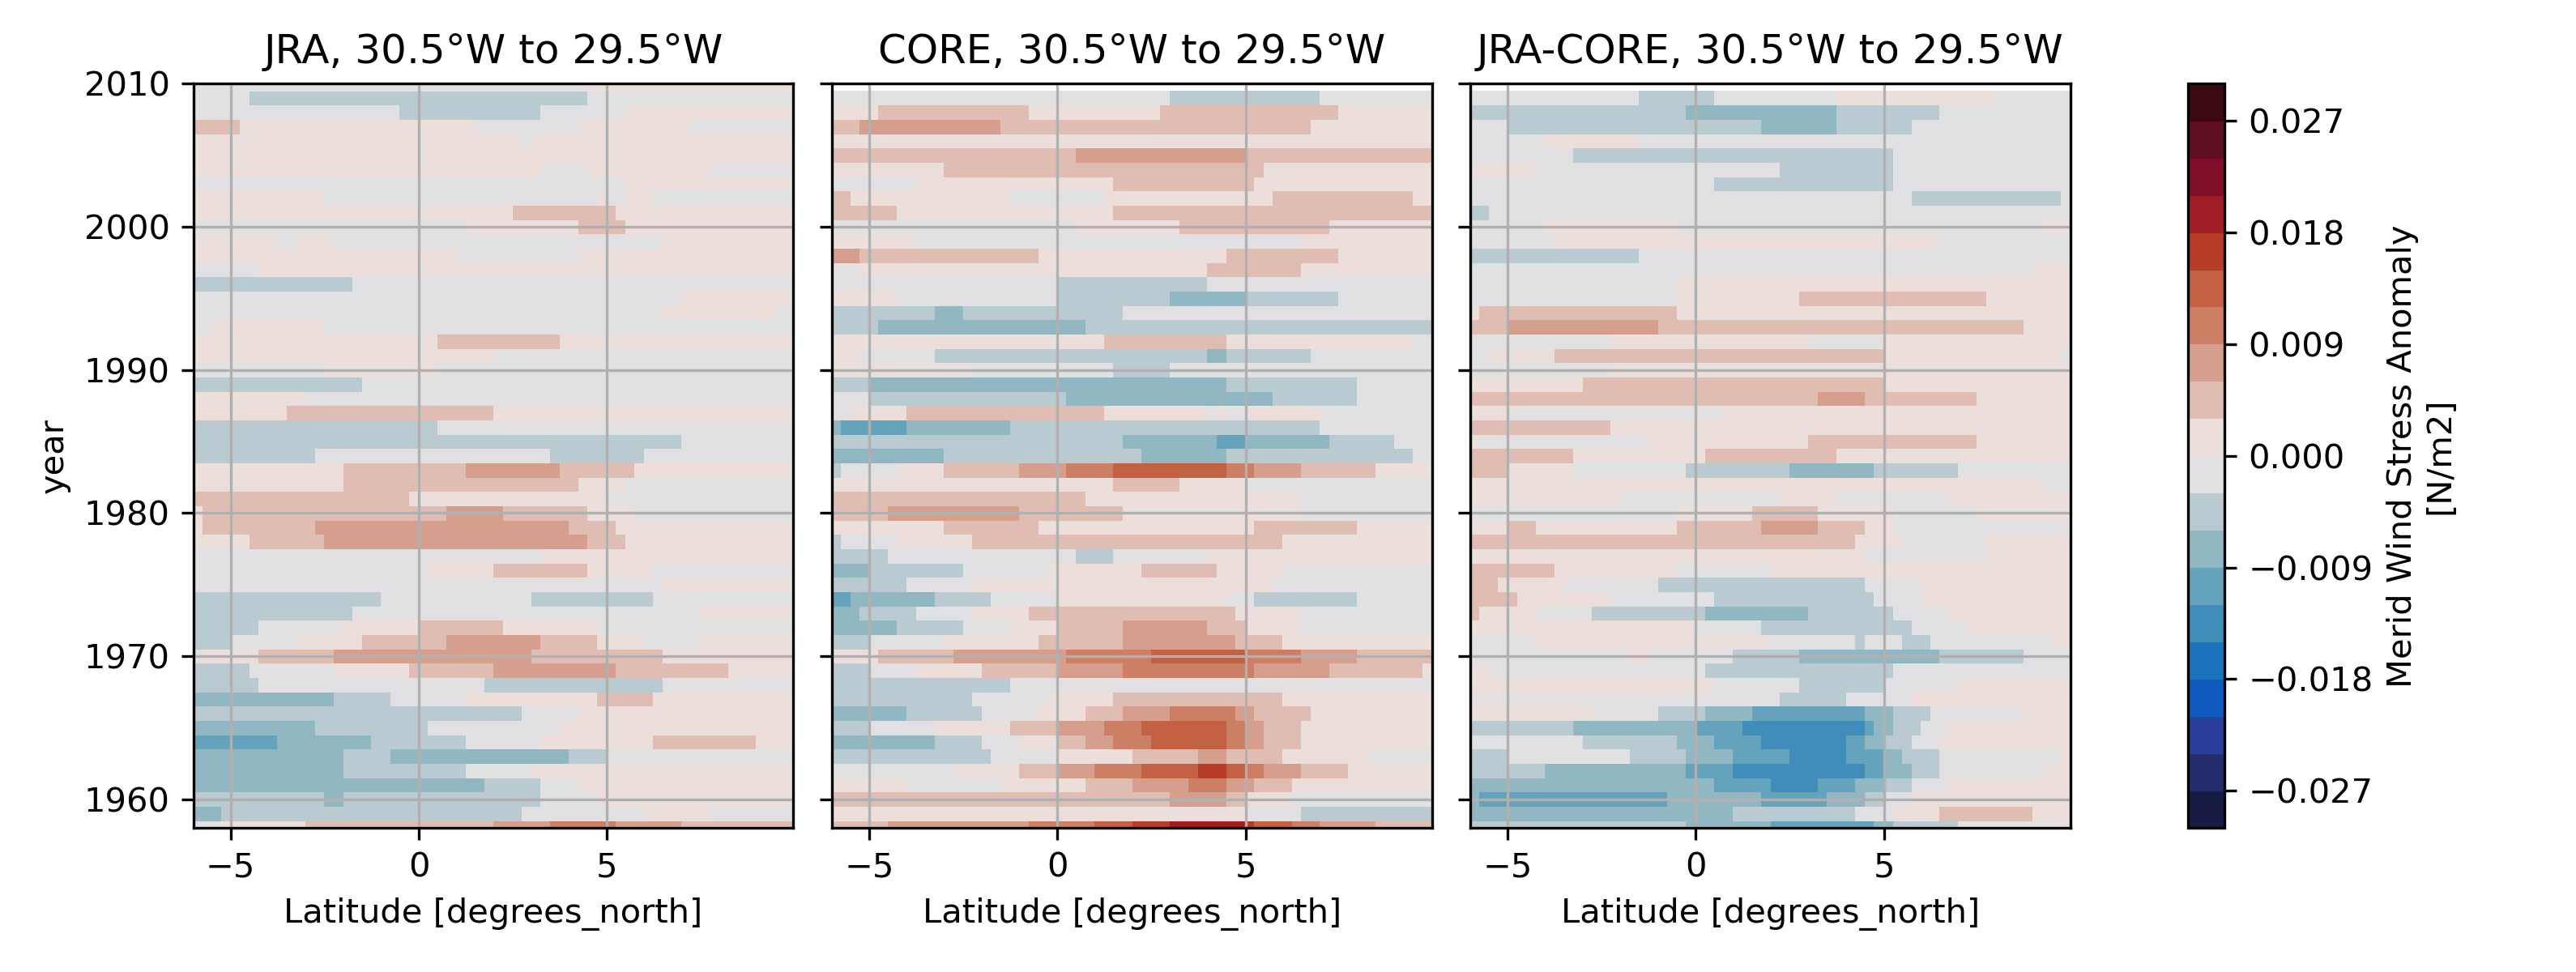 JRA, 30.5°W to 29.5°W
CORE, 30.5°W to 29.5°W
JRA-CORE, 30.5°W to 29.5°W
2010
2000
1990
1980
1970
1960
year
−5 0 5
−5 0 5
−5 0 5
Latitude [degrees_north]
Latitude [degrees_north]
Latitude [degrees_north]
0.027
0.018
0.009
0.000
−0.009
−0.018
−0.027
Merid Wind Stress Anomaly
[N/m2]